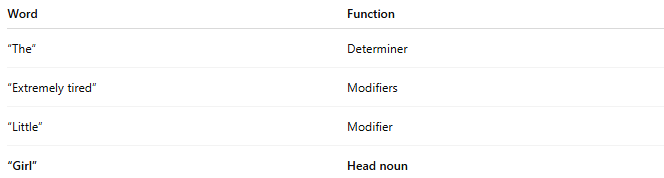 Word Function
“The” Determiner
“Extremely tired” Modifiers
“Little” Modifier
“Girl” Head noun